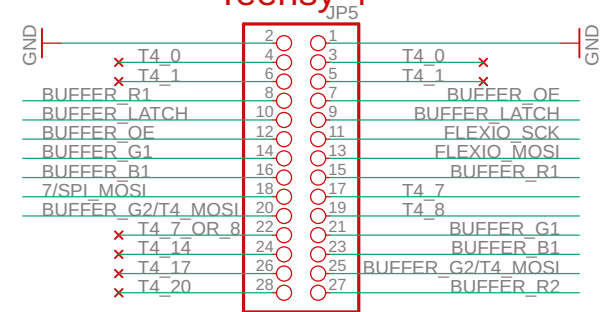 JP5
GND 2 1 GND
T4_0 4 3 T4_0
T4_1 6 5 T4_1
BUFFER_R1 8 7 BUFFER_OE
BUFFER_LATCH 10 9 BUFFER_LATCH
BUFFER_OE 12 11 FLEXIO_SCK
BUFFER_G1 14 13 FLEXIO_MOSI
BUFFER_B1 16 15 BUFFER_R1
7/SPI_MOSI 18 17 T4_7
BUFFER_G2/T4_MOSI 20 19 T4_8
T4_7_OR_8 22 21 BUFFER_G1
T4_14 24 23 BUFFER_B1
T4_17 26 25 BUFFER_G2/T4_MOSI
T4_20 28 27 BUFFER_R2